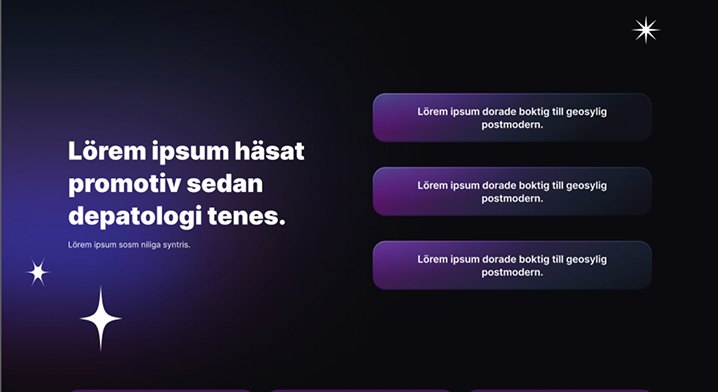 Lörem ipsum häsat
promotiv sedan
depatologi tenes.
Lörem ipsum sosm niliga syntris.
Lörem ipsum dorade boktig till geosylig
postmodern.
Lörem ipsum dorade boktig till geosylig
postmodern.
Lörem ipsum dorade boktig till geosylig
postmodern.